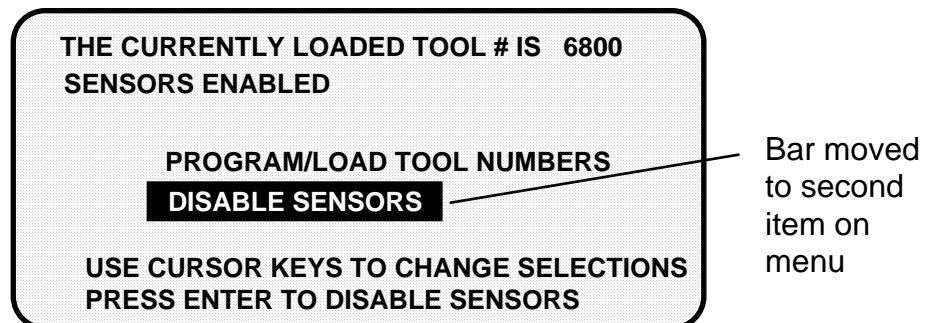 THE CURRENTLY LOADED TOOL # IS 6800
SENSORS ENABLED
PROGRAM/LOAD TOOL NUMBERS
DISABLE SENSORS
USE CURSOR KEYS TO CHANGE SELECTIONS
PRESS ENTER TO DISABLE SENSORS
Bar moved
to second
item on
menu